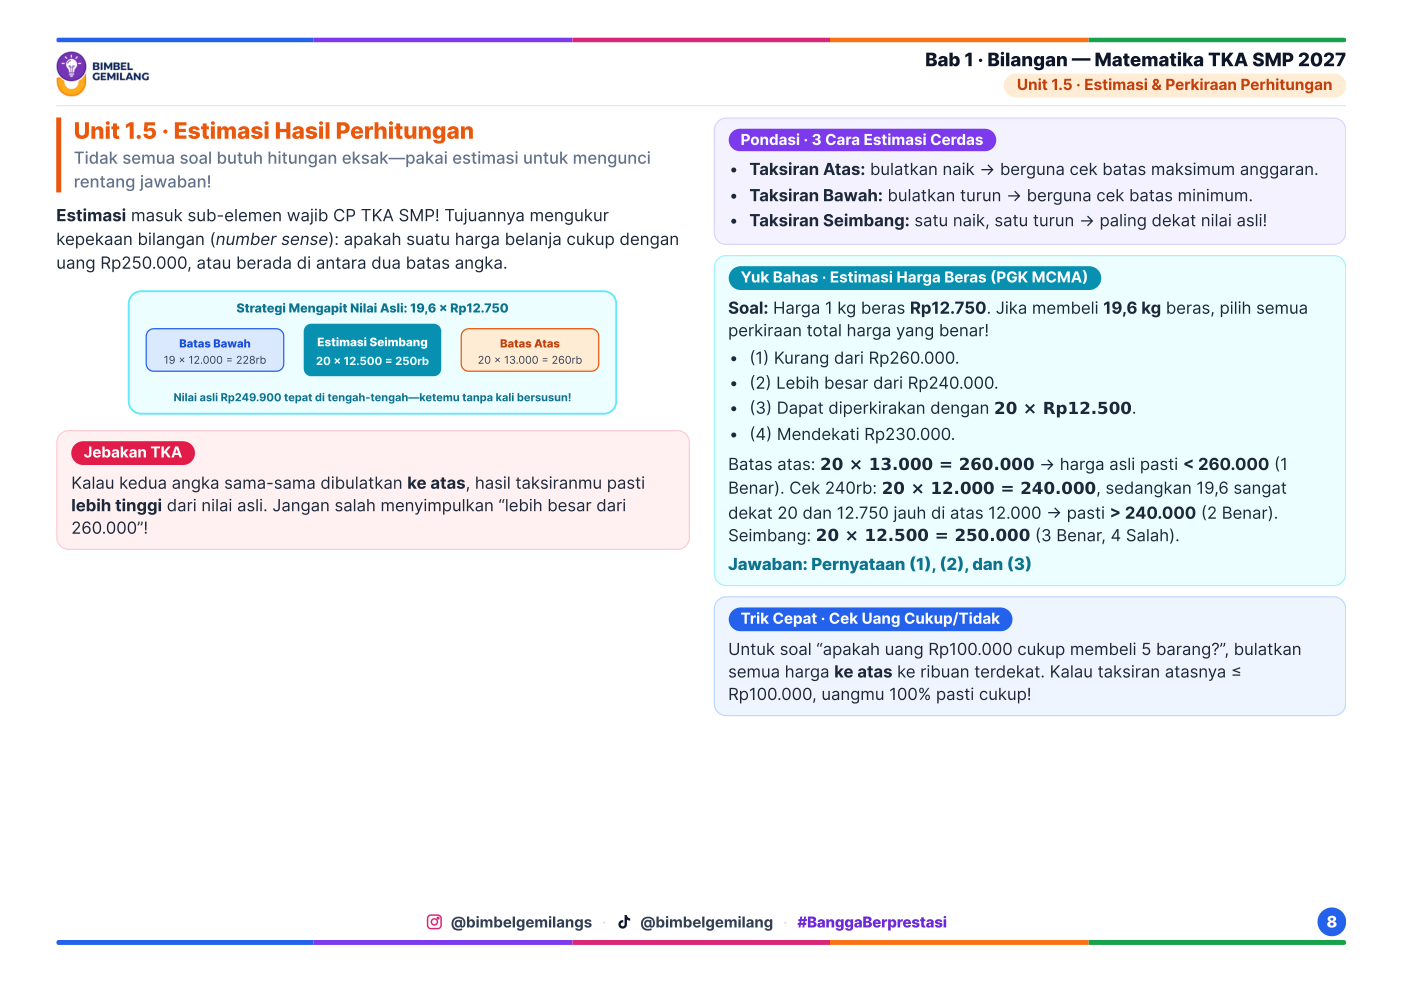 BIMBEL
GEMILANG
Bab 1 · Bilangan — Matematika TKA SMP 2027
Unit 1.5 · Estimasi & Perkiraan Perhitungan
Unit 1.5 · Estimasi Hasil Perhitungan
Tidak semua soal butuh hitungan eksak—pakai estimasi untuk mengunci
rentang jawaban!
Estimasi masuk sub-elemen wajib CP TKA SMP! Tujuannya mengukur
kepekaan bilangan (number sense): apakah suatu harga belanja cukup dengan
uang Rp250.000, atau berada di antara dua batas angka.
Strategi Mengapit Nilai Asli: 19,6 × Rp12.750
Batas Bawah
19 × 12.000 = 228rb
Estimasi Seimbang
20 × 12.500 = 250rb
Batas Atas
20 × 13.000 = 260rb
Nilai asli Rp249.900 tepat di tengah-tengah—ketemu tanpa kali bersusun!
Jebakan TKA
Kalau kedua angka sama-sama dibulatkan ke atas, hasil taksiranmu pasti
lebih tinggi dari nilai asli. Jangan salah menyimpulkan “lebih besar dari
260.000”!
Pondasi · 3 Cara Estimasi Cerdas
• Taksiran Atas: bulatkan naik → berguna cek batas maksimum anggaran.
• Taksiran Bawah: bulatkan turun → berguna cek batas minimum.
• Taksiran Seimbang: satu naik, satu turun → paling dekat nilai asli!
Yuk Bahas · Estimasi Harga Beras (PGK MCMA)
Soal: Harga 1 kg beras Rp12.750. Jika membeli 19,6 kg beras, pilih semua
perkiraan total harga yang benar!
• (1) Kurang dari Rp260.000.
• (2) Lebih besar dari Rp240.000.
• (3) Dapat diperkirakan dengan 20 × Rp12.500.
• (4) Mendekati Rp230.000.
Batas atas: 20 × 13.000 = 260.000 → harga asli pasti < 260.000 (1
Benar). Cek 240rb: 20 × 12.000 = 240.000, sedangkan 19,6 sangat
dekat 20 dan 12.750 jauh di atas 12.000 → pasti > 240.000 (2 Benar).
Seimbang: 20 × 12.500 = 250.000 (3 Benar, 4 Salah).
Jawaban: Pernyataan (1), (2), dan (3)
Trik Cepat · Cek Uang Cukup/Tidak
Untuk soal “apakah uang Rp100.000 cukup membeli 5 barang?”, bulatkan
semua harga ke atas ke ribuan terdekat. Kalau taksiran atasnya ≤
Rp100.000, uangmu 100% pasti cukup!
@bimbelgemilangs · @bimbelgemilang · #BanggaBerprestasi
8